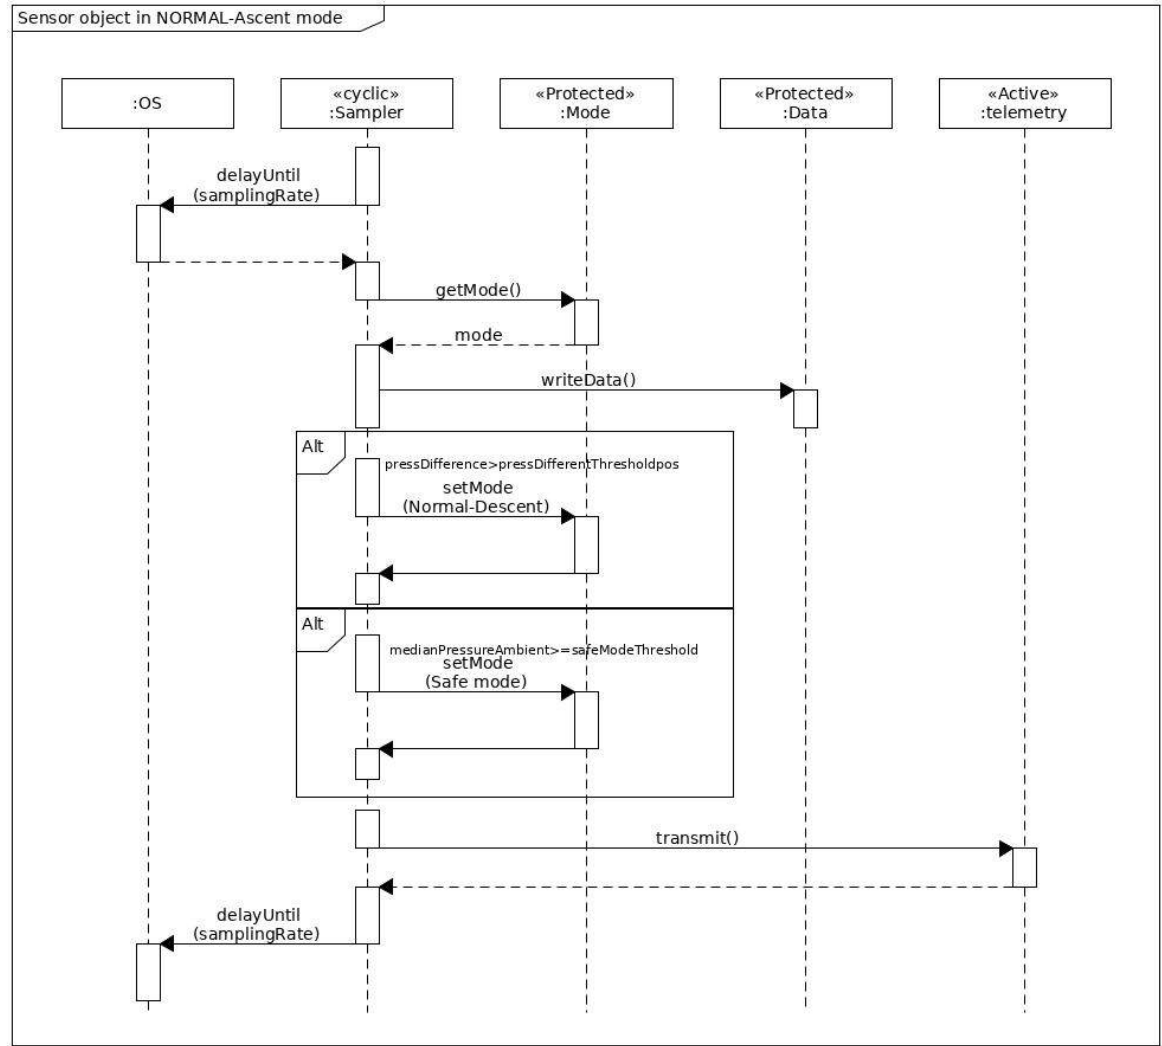 Sensor object in NORMAL-Ascent mode
:OS
«cyclic»
:Sampler
«Protected»
:Mode
«Protected»
:Data
«Active»
:telemetry
delayUntil
(samplingRate)
getMode()
mode
writeData()
Alt
pressDifference>pressDifferentThresholdpos
setMode
(Normal-Descent)
Alt
medianPressureAmbient>=safeModeThreshold
setMode
(Safe mode)
transmit()
delayUntil
(samplingRate)